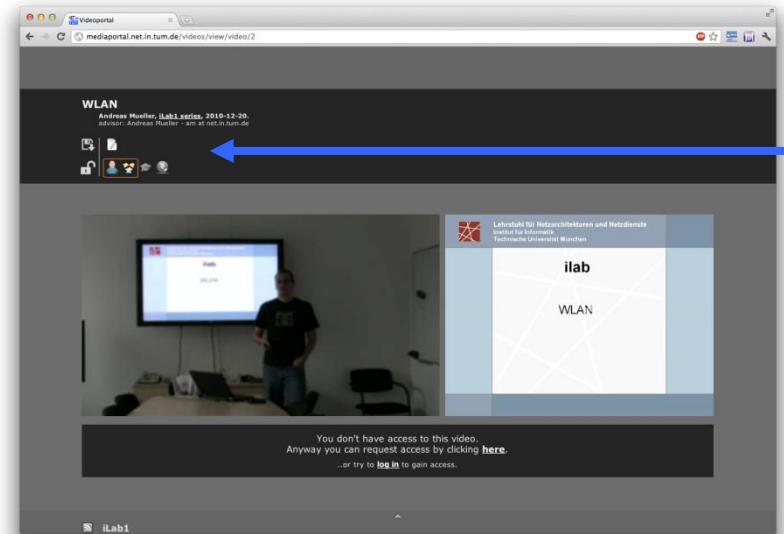 Videoportal
mediaportal.net.in.tum.de/videos/view/video/2
WLAN
Andreas Mueller, iLab1 series, 2010-12-20.
advisor: Andreas Mueller - am at net.in.tum.de
Lehrstuhl für Netzarchitekturen und Netzdienste
Institut für Informatik
Technische Universität München
ilab
WLAN
ilab
WLAN
You don't have access to this video.
Anyway you can request access by clicking here.
..or try to log in to gain access.
iLab1